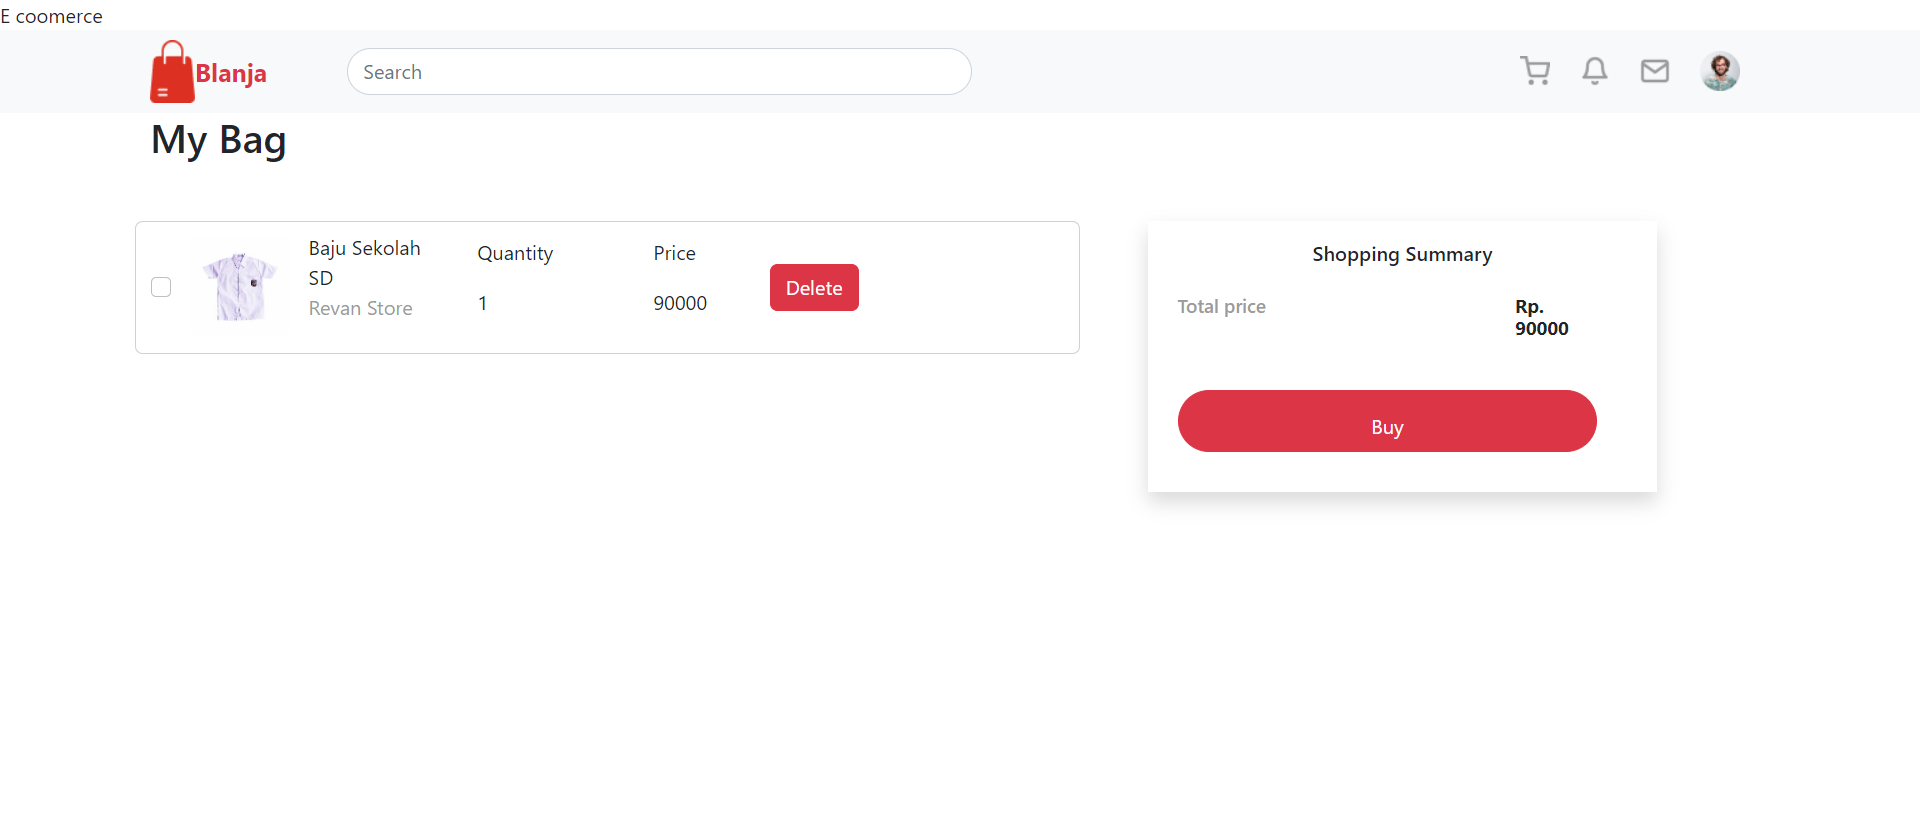 E coomerce
Blanja
Search
My Bag
Baju Sekolah
SD
Revan Store
Quantity
1
Price
90000
Delete
Shopping Summary
Total price
Rp.
90000
Buy